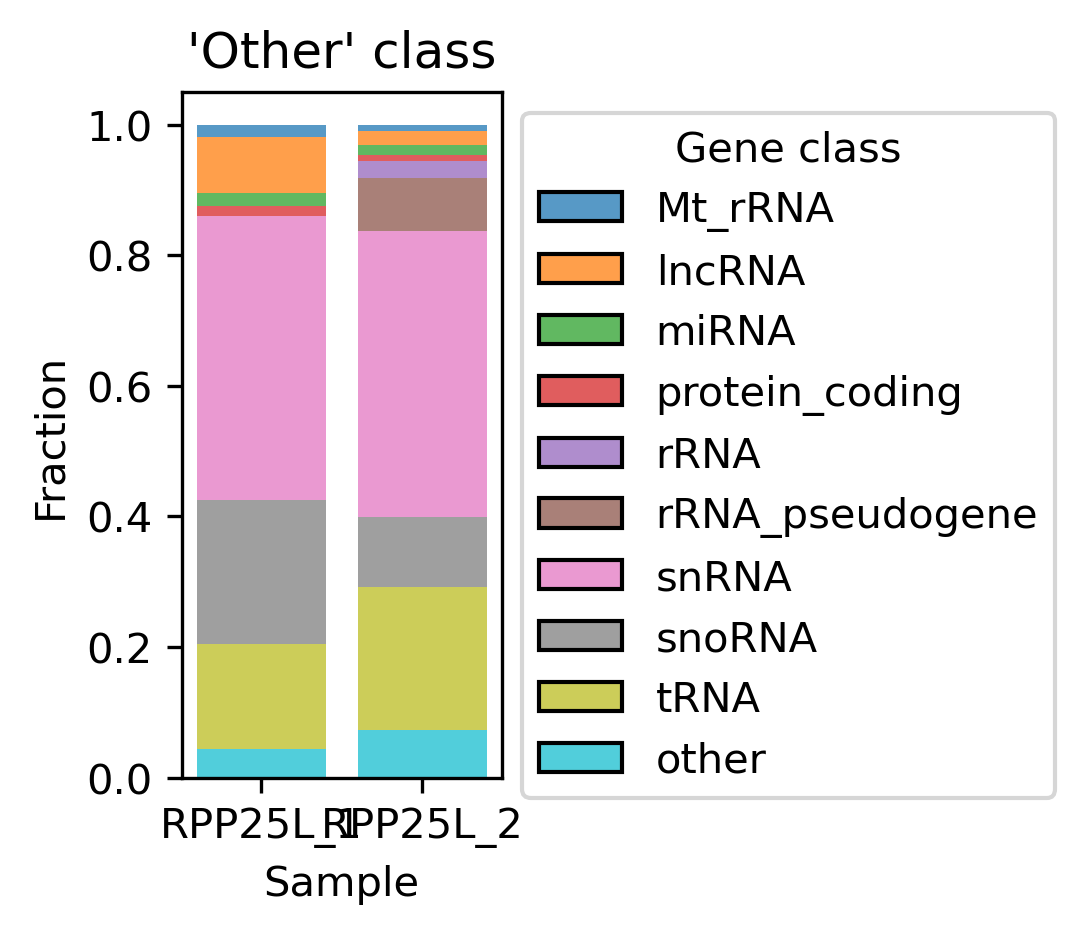 'Other' class
Fraction
1.0
0.8
0.6
0.4
0.2
0.0
RPP25L_1
RPP25L_2
Sample
Gene class
Mt_rRNA
lncRNA
miRNA
protein_coding
rRNA
rRNA_pseudogene
snRNA
snoRNA
tRNA
other